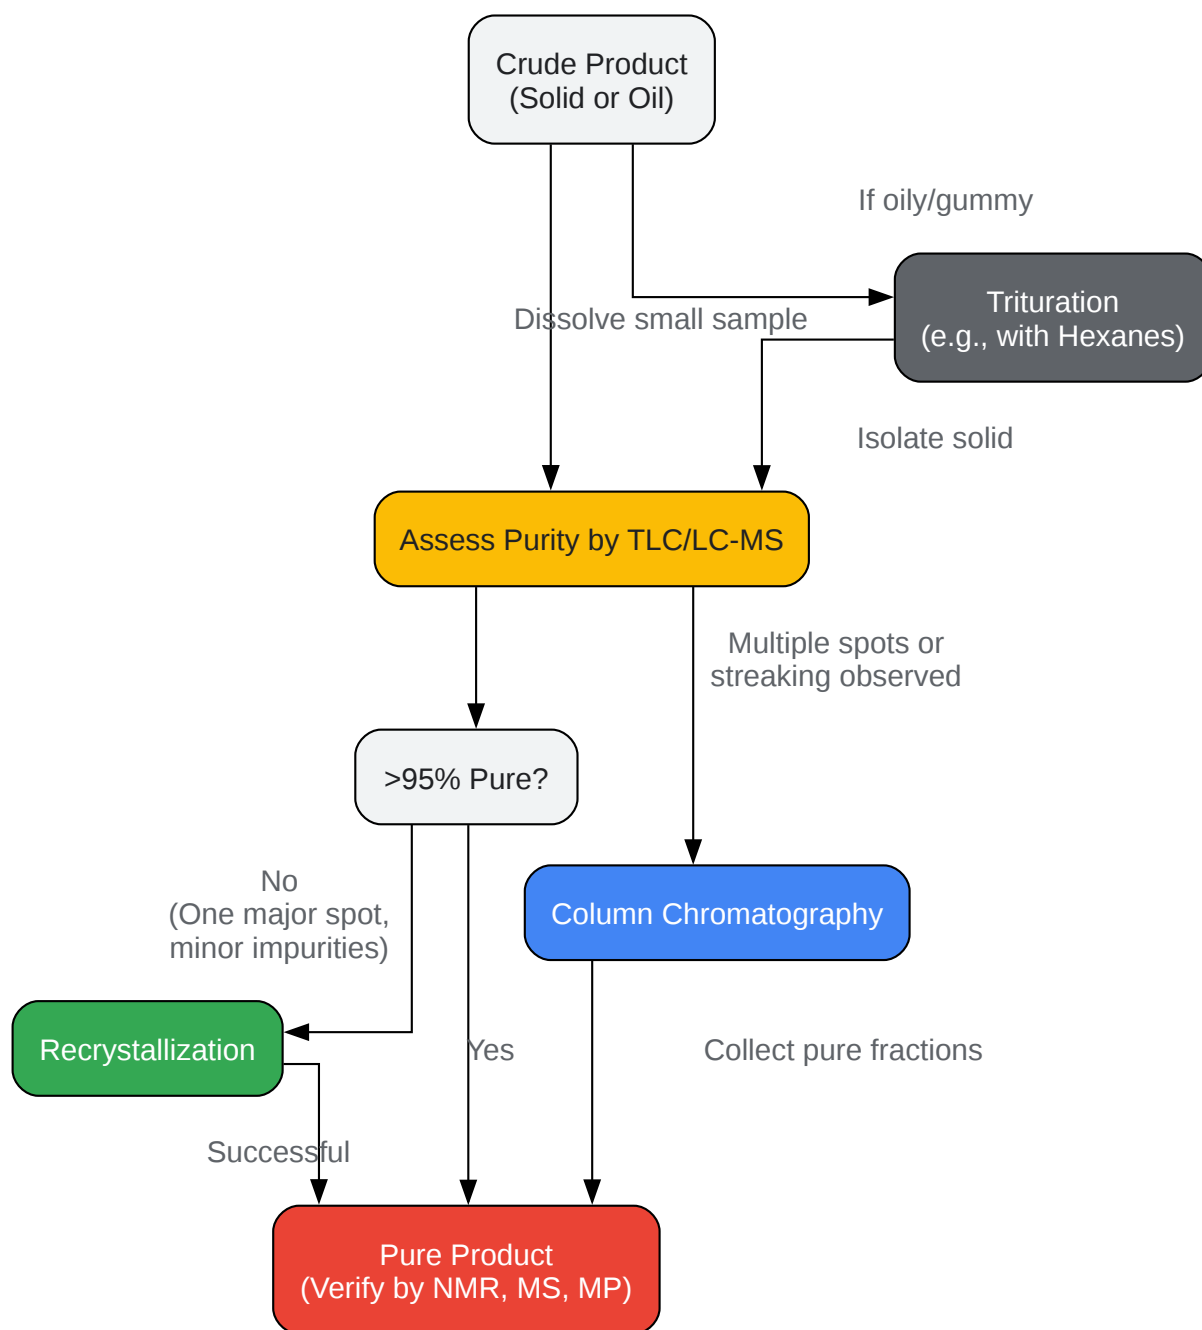 Crude Product
(Solid or Oil)
If oily/gummy
Trituration
(e.g., with Hexanes)
Dissolve small sample
Isolate solid
Assess Purity by TLC/LC-MS
Multiple spots or
streaking observed
>95% Pure?
No
(One major spot,
minor impurities)
Column Chromatography
Recrystallization
Yes
Collect pure fractions
Successful
Pure Product
(Verify by NMR, MS, MP)